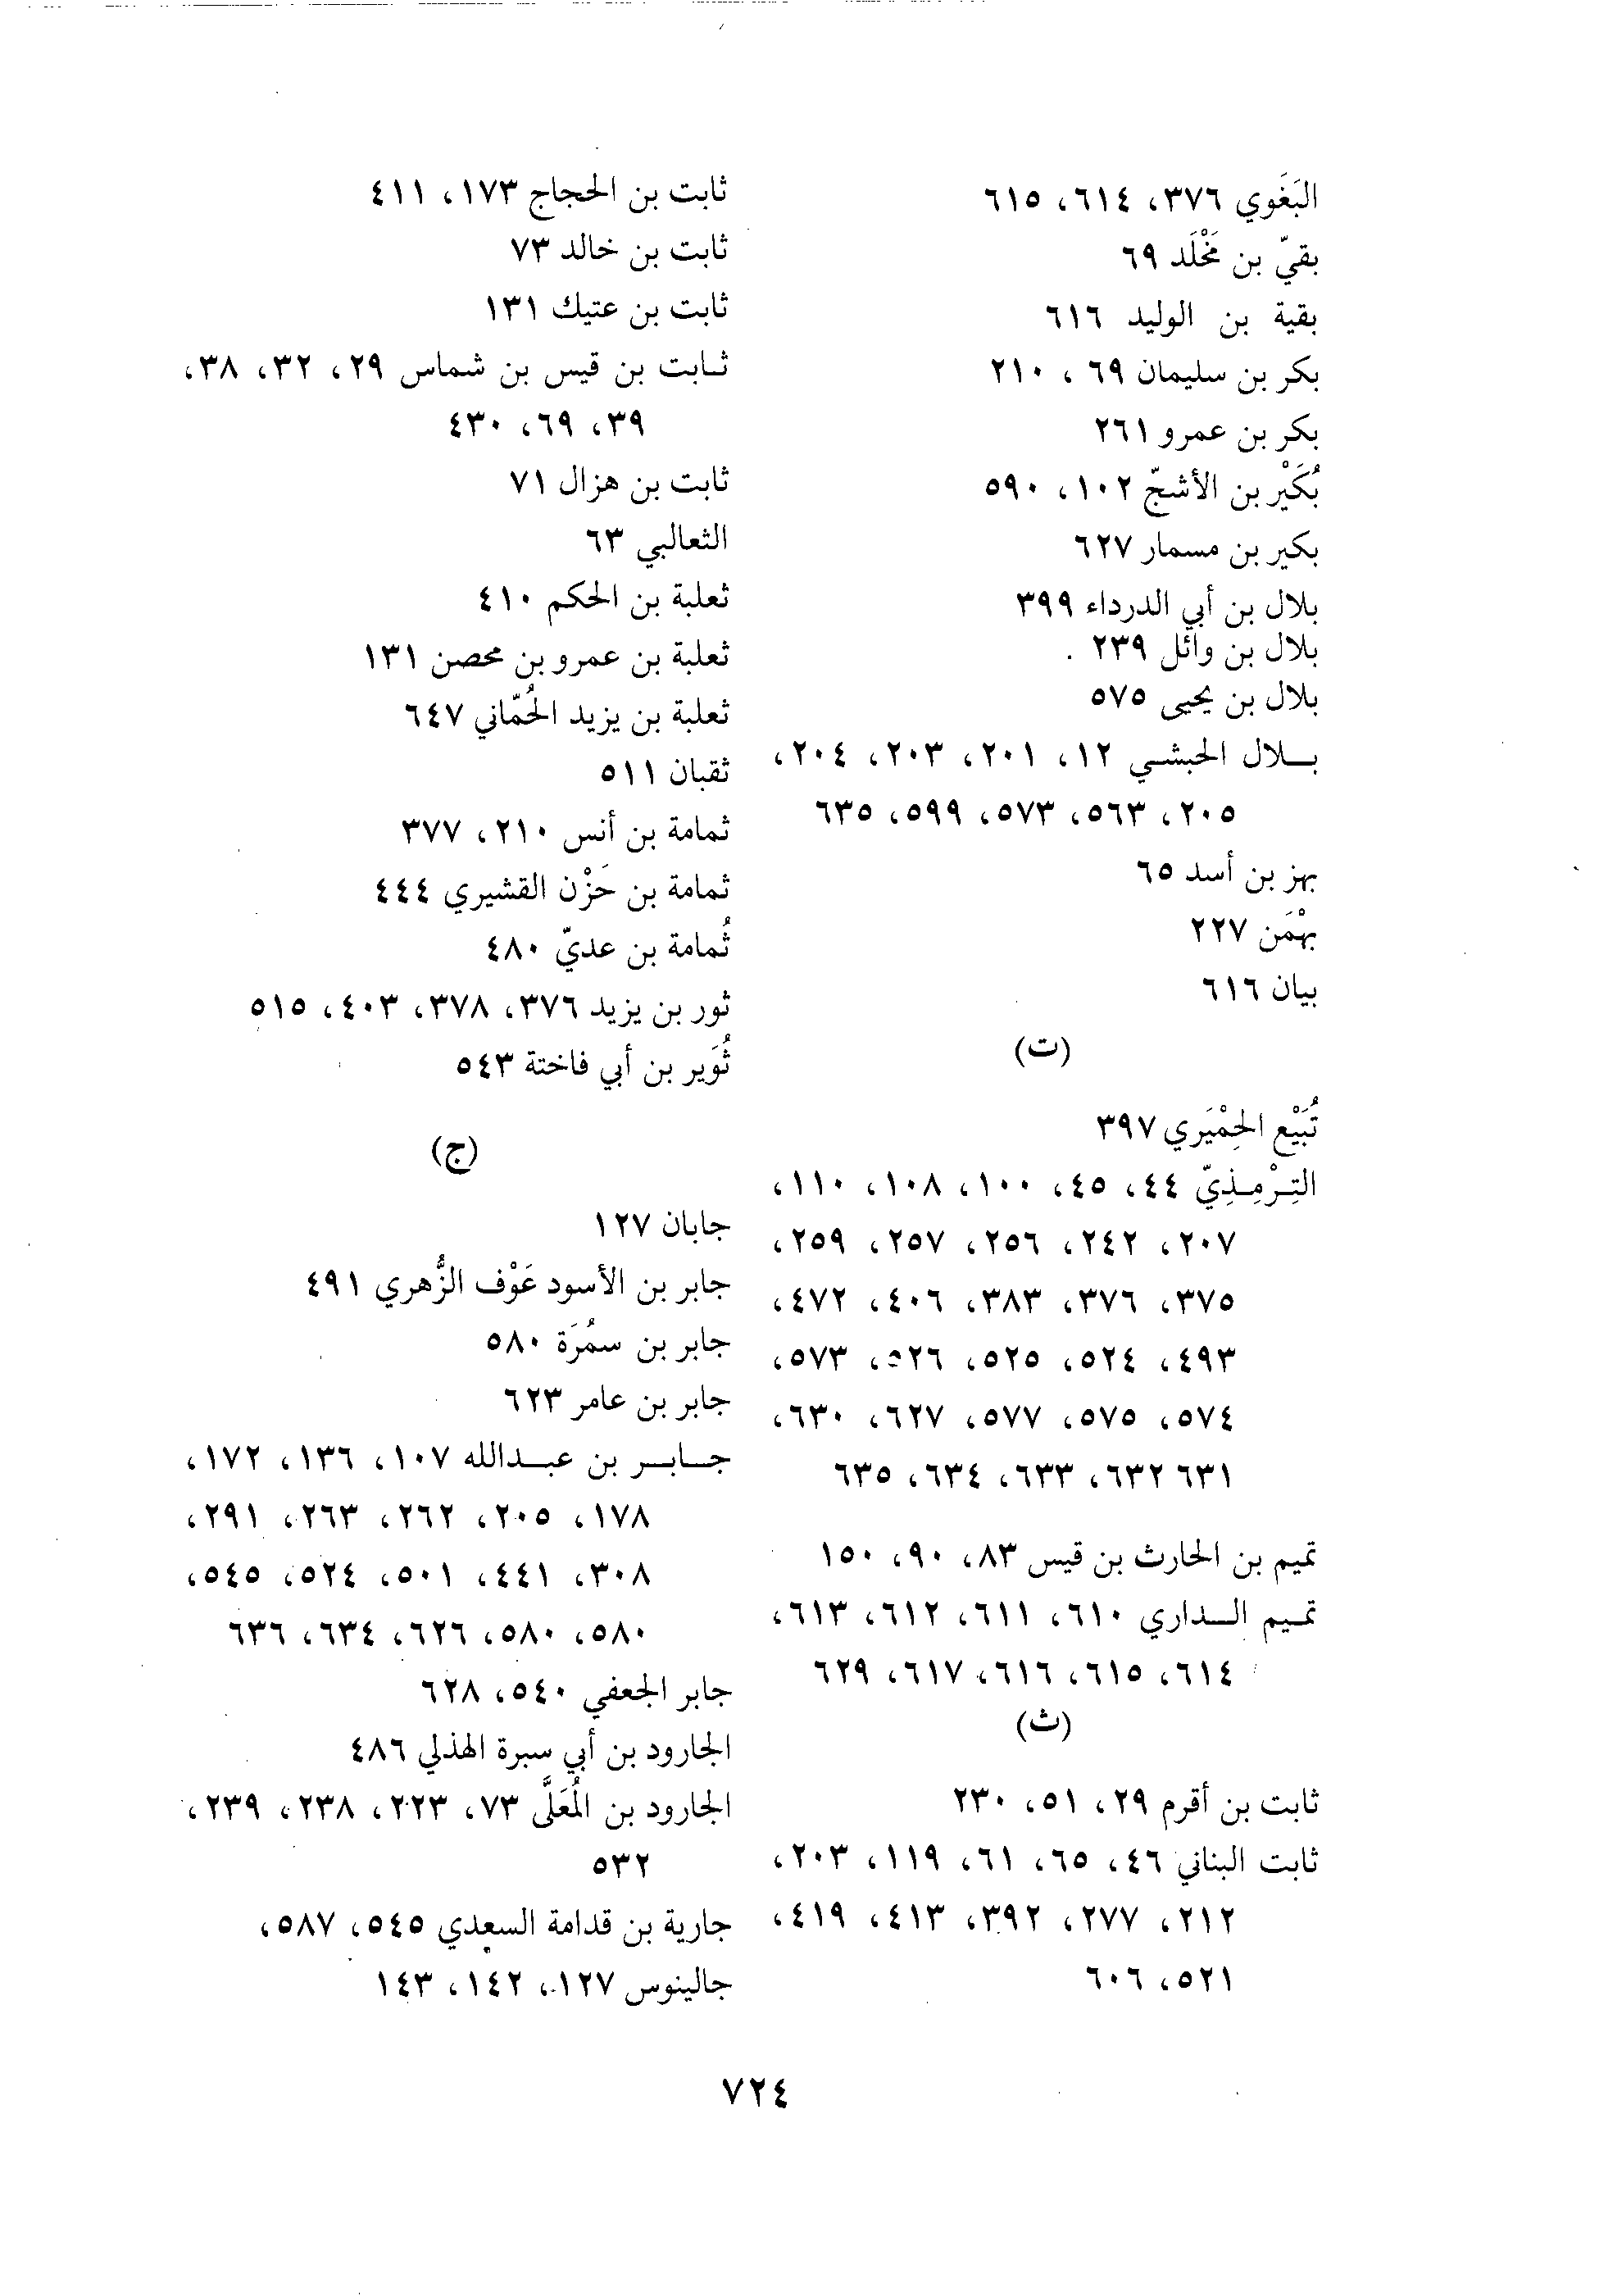 البَغَوي ٣٧٦، ٦١٤، ٦١٥
بقيّ بن مَخْلَد ٦٩
بقية بن الوليد ٦١٦
بكر بن سليمان ٦٩ ، ٢١٠
بكر بن عمرو ٢٦١
بُكَيْر بن الأشجّ ١٠٢، ٥٩٠
بكير بن مسمار ٦٢٧
بلال بن أبي الدرداء ٣٩٩
بلال بن وائل ٢٣٩ .
بلال بن يحيى ٥٧٥
بـلال الحبشي ١٢، ٢٠١، ٢٠٣، ٢٠٤،
٢٠٥، ٥٦٣، ٥٧٣، ٥٩٩، ٦٣٥
بهز بن أسد ٦٥
بهْمَن ٢٢٧
بيان ٦١٦
(ت)
تُبَيْع الحِمْيَري ٣٩٧
التِـرْمِـذِيّ ٤٤، ٤٥، ١٠٠، ١٠٨، ١١٠،
٢٠٧، ٢٤٢، ٢٥٦، ٢٥٧، ٢٥٩،
٣٧٥، ٣٧٦، ٣٨٣، ٤٠٦، ٤٧٢،
٤٩٣، ٥٢٤، ٥٢٥، ٥٢٦، ٥٧٣،
٥٧٤، ٥٧٥، ٥٧٧، ٦٢٧، ٦٣٠،
٦٣١ ٦٣٢، ٦٣٣، ٦٣٤، ٦٣٥
تميم بن الحارث بن قيس ٨٣، ٩٠، ١٥٠
تمـيم الـداري ٦١٠، ٦١١، ٦١٢، ٦١٣،
٦١٤، ٦١٥، ٦١٦، ٦١٧، ٦٢٩
(ث)
ثابت بن أقرم ٢٩، ٥١، ٢٣٠
ثابت البناني ٤٦، ٦٥، ٦١، ١١٩، ٢٠٣،
٢١٢، ٢٧٧، ٣٩٢، ٤١٣، ٤١٩،
٥٢١، ٦٠٦
ثابت بن الحجاج ١٧٣، ٤١١
ثابت بن خالد ٧٣
ثابت بن عتيك ١٣١
ثـابت بن قيس بن شماس ٢٩، ٣٢، ٣٨،
٣٩، ٦٩، ٤٣٠
ثابت بن هزال ٧١
الثعالبي ٦٣
ثعلبة بن الحكم ٤١٠
ثعلبة بن عمرو بن محصن ١٣١
ثعلبة بن يزيد الحُمّاني ٦٤٧
ثقبان ٥١١
ثمامة بن أنس ٢١٠، ٣٧٧
ثمامة بن حَزْن القشيري ٤٤٤
ثُمامة بن عديّ ٤٨٠
ثور بن يزيد ٣٧٦، ٣٧٨، ٤٠٣، ٥١٥
ثُوَير بن أبي فاختة ٥٤٣
(ج)
جابان ١٢٧
جابر بن الأسود عَوْف الزُّهري ٤٩١
جابر بن سمُرَة ٥٨٠
جابر بن عامر ٦٢٣
جـابـر بن عبـدالله ١٠٧، ١٣٦، ١٧٢،
١٧٨، ٢٠٥، ٢٦٢، ٢٦٣، ٢٩١،
٣٠٨، ٤٤١، ٥٠١، ٥٢٤، ٥٤٥،
٥٨٠، ٥٨٠، ٦٢٦، ٦٣٤، ٦٣٦
جابر الجعفي ٥٤٠، ٦٢٨
الجارود بن أبي سبرة الهذلي ٤٨٦
الجارود بن المُعَلَّى ٧٣، ٢٢٣، ٢٣٨، ٢٣٩،
٥٣٢
جارية بن قدامة السعدي ٥٤٥، ٥٨٧،
جالينوس ١٢٧، ١٤٢، ١٤٣
٧٢٤